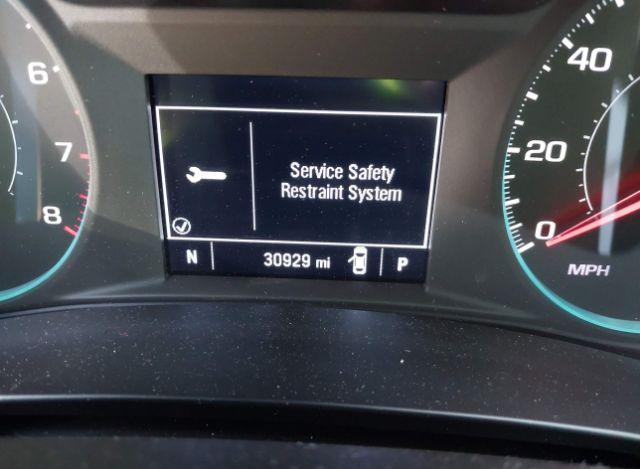 6
7
8
Service Safety
Restraint System
N 30929 mi P
40
20
0
MPH